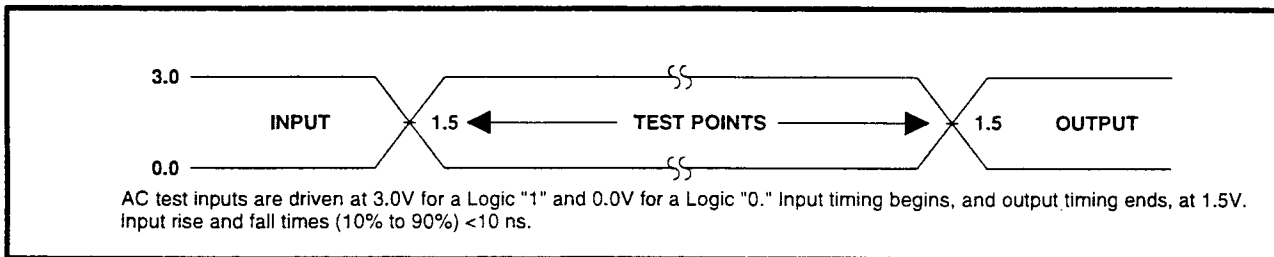 3.0
INPUT 1.5 TEST POINTS 1.5 OUTPUT
0.0
AC test inputs are driven at 3.0V for a Logic "1" and 0.0V for a Logic "0." Input timing begins, and output timing ends, at 1.5V.
Input rise and fall times (10% to 90%) <10 ns.